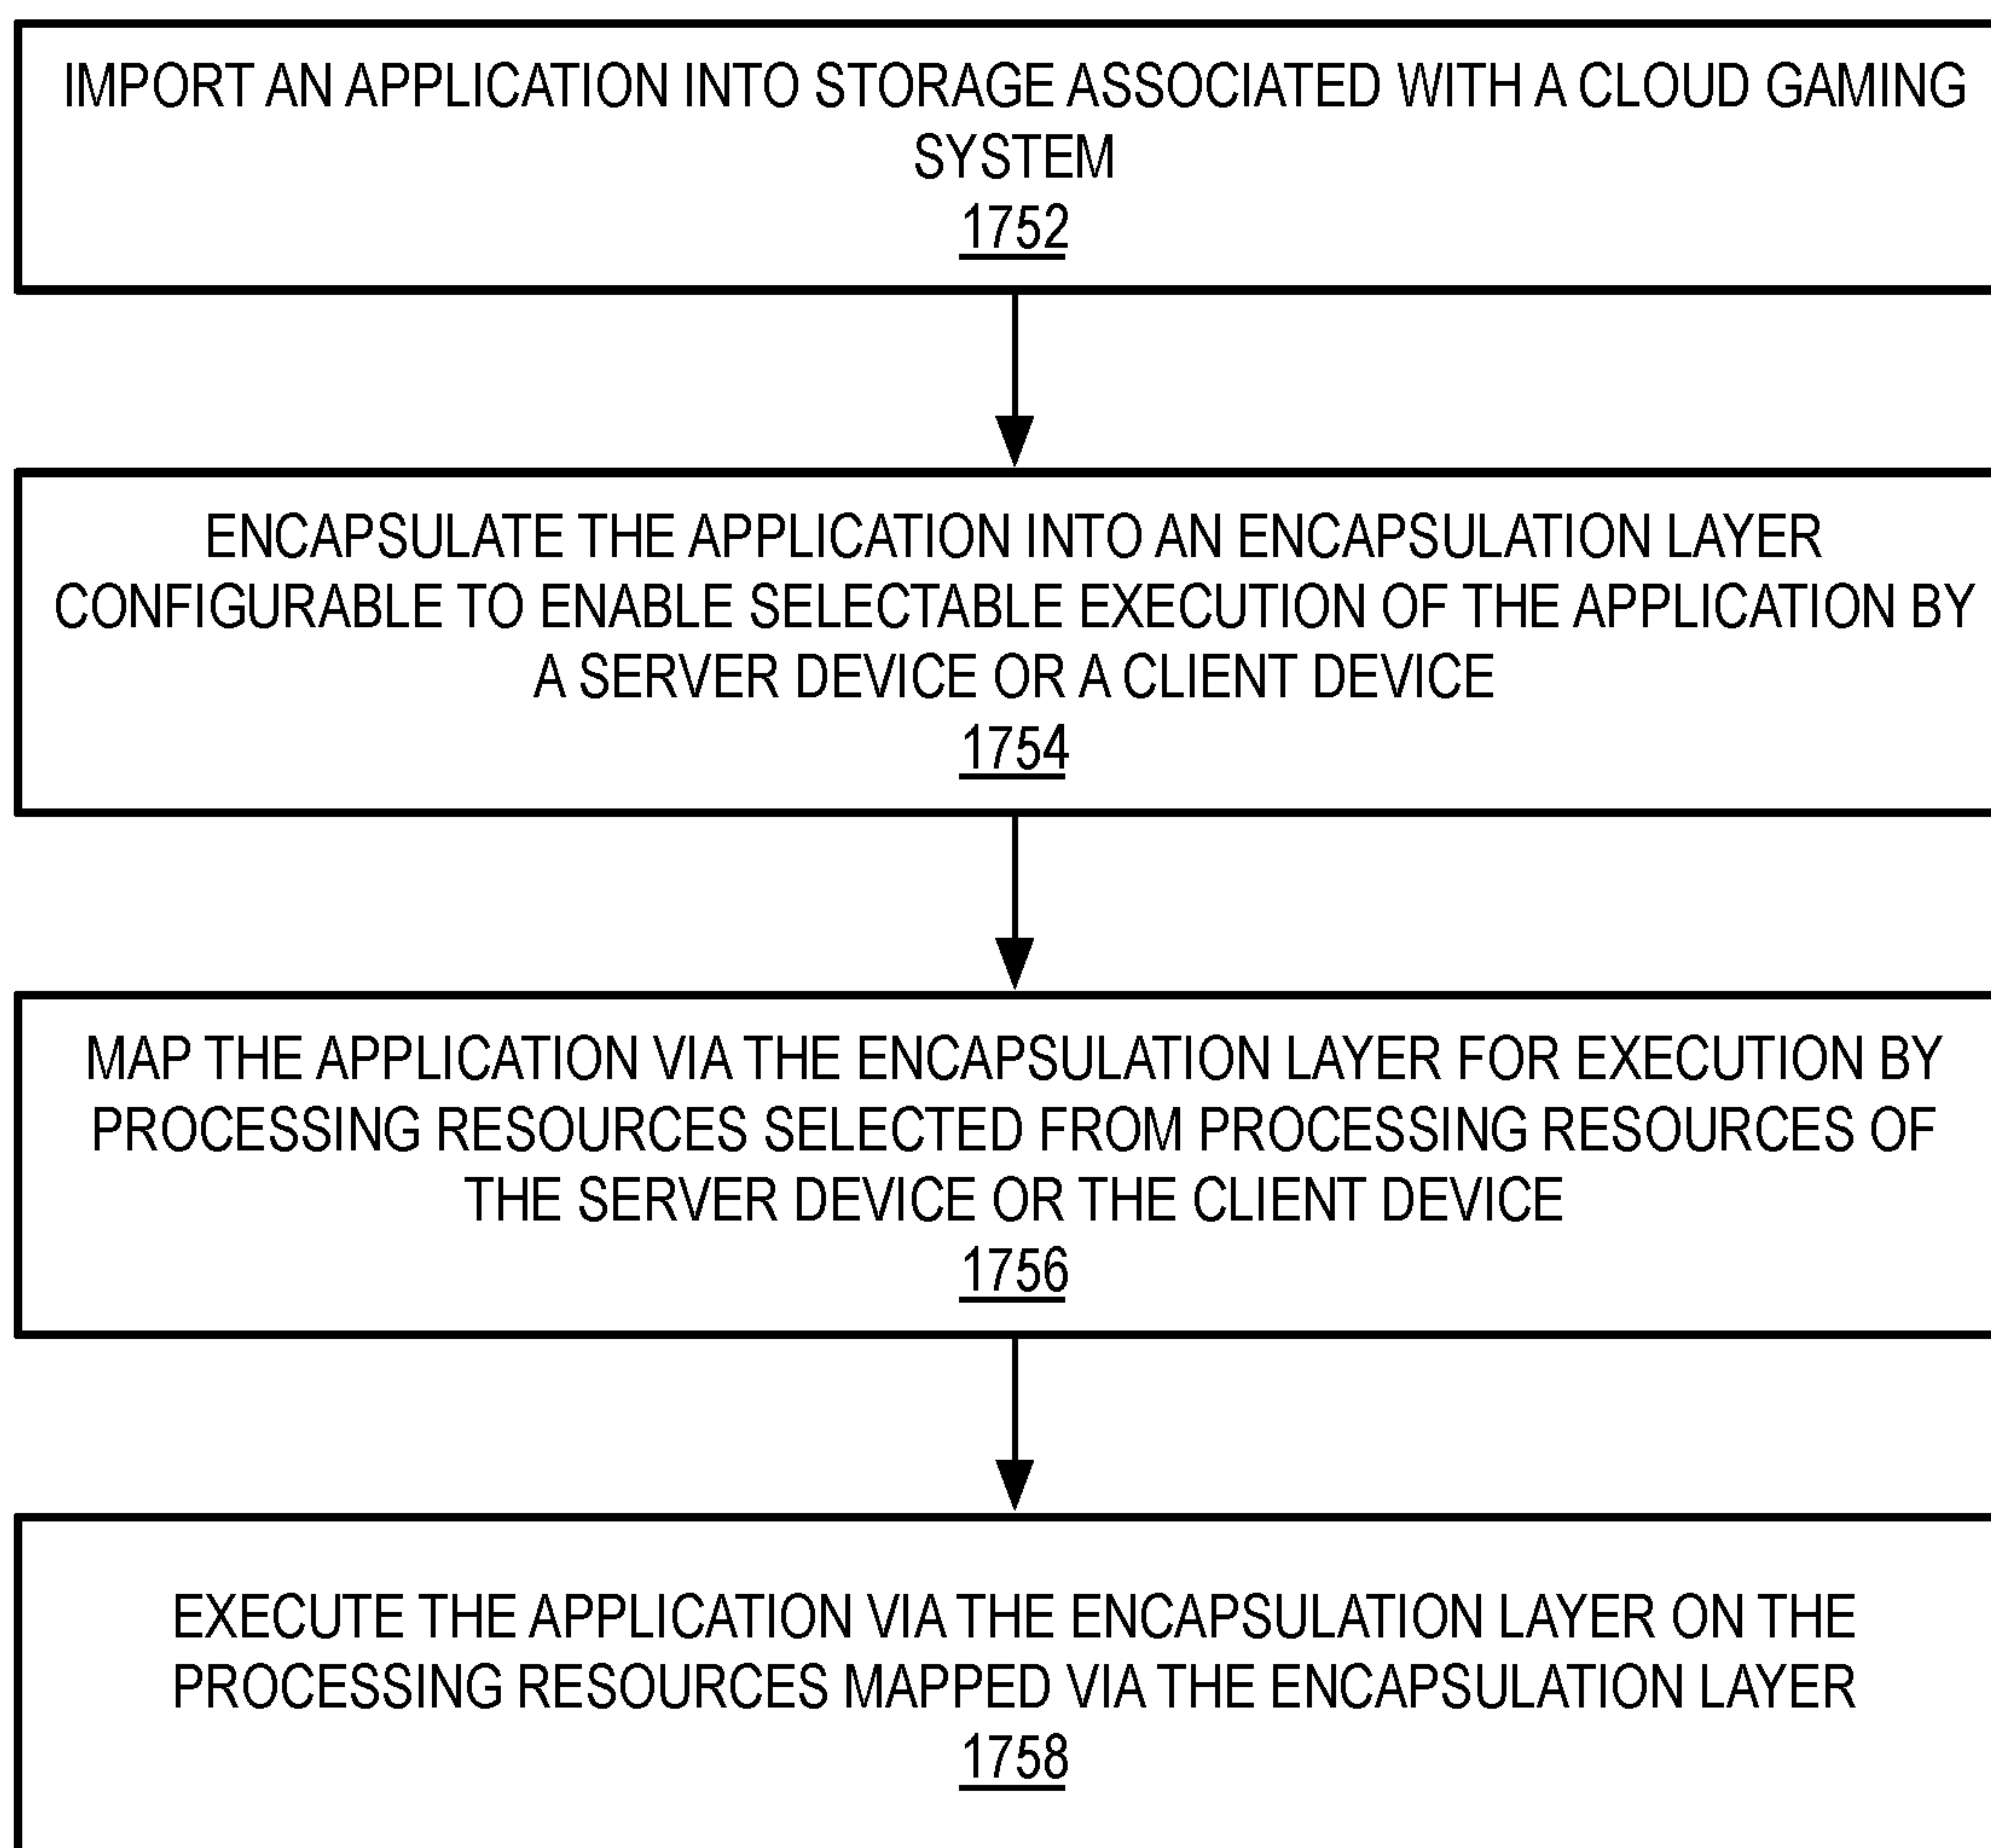 IMPORT AN APPLICATION INTO STORAGE ASSOCIATED WITH A CLOUD GAMING
SYSTEM
1752
ENCAPSULATE THE APPLICATION INTO AN ENCAPSULATION LAYER
CONFIGURABLE TO ENABLE SELECTABLE EXECUTION OF THE APPLICATION BY
A SERVER DEVICE OR A CLIENT DEVICE
1754
MAP THE APPLICATION VIA THE ENCAPSULATION LAYER FOR EXECUTION BY
PROCESSING RESOURCES SELECTED FROM PROCESSING RESOURCES OF
THE SERVER DEVICE OR THE CLIENT DEVICE
1756
EXECUTE THE APPLICATION VIA THE ENCAPSULATION LAYER ON THE
PROCESSING RESOURCES MAPPED VIA THE ENCAPSULATION LAYER
1758